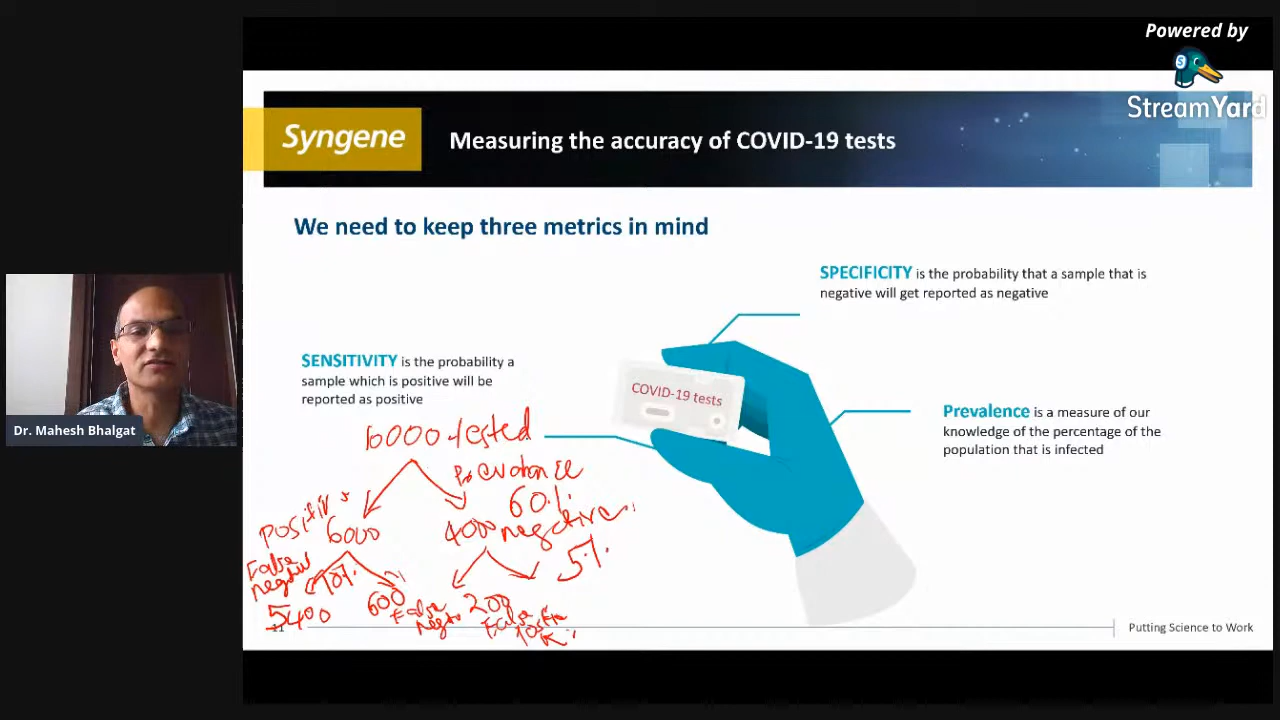 Powered by
StreamYard
Syngene
Measuring the accuracy of COVID-19 tests
We need to keep three metrics in mind
SPECIFICITY is the probability that a sample that is
negative will get reported as negative
SENSITIVITY is the probability a
sample which is positive will be
reported as positive
COVID-19 tests
Prevalence is a measure of our
knowledge of the percentage of the
population that is infected
Dr. Mahesh Bhalgat
10000 tested
60%
positive
6000
4000 negative
False
negative
10%
5%
5400
600
False
200
False
Putting Science to Work